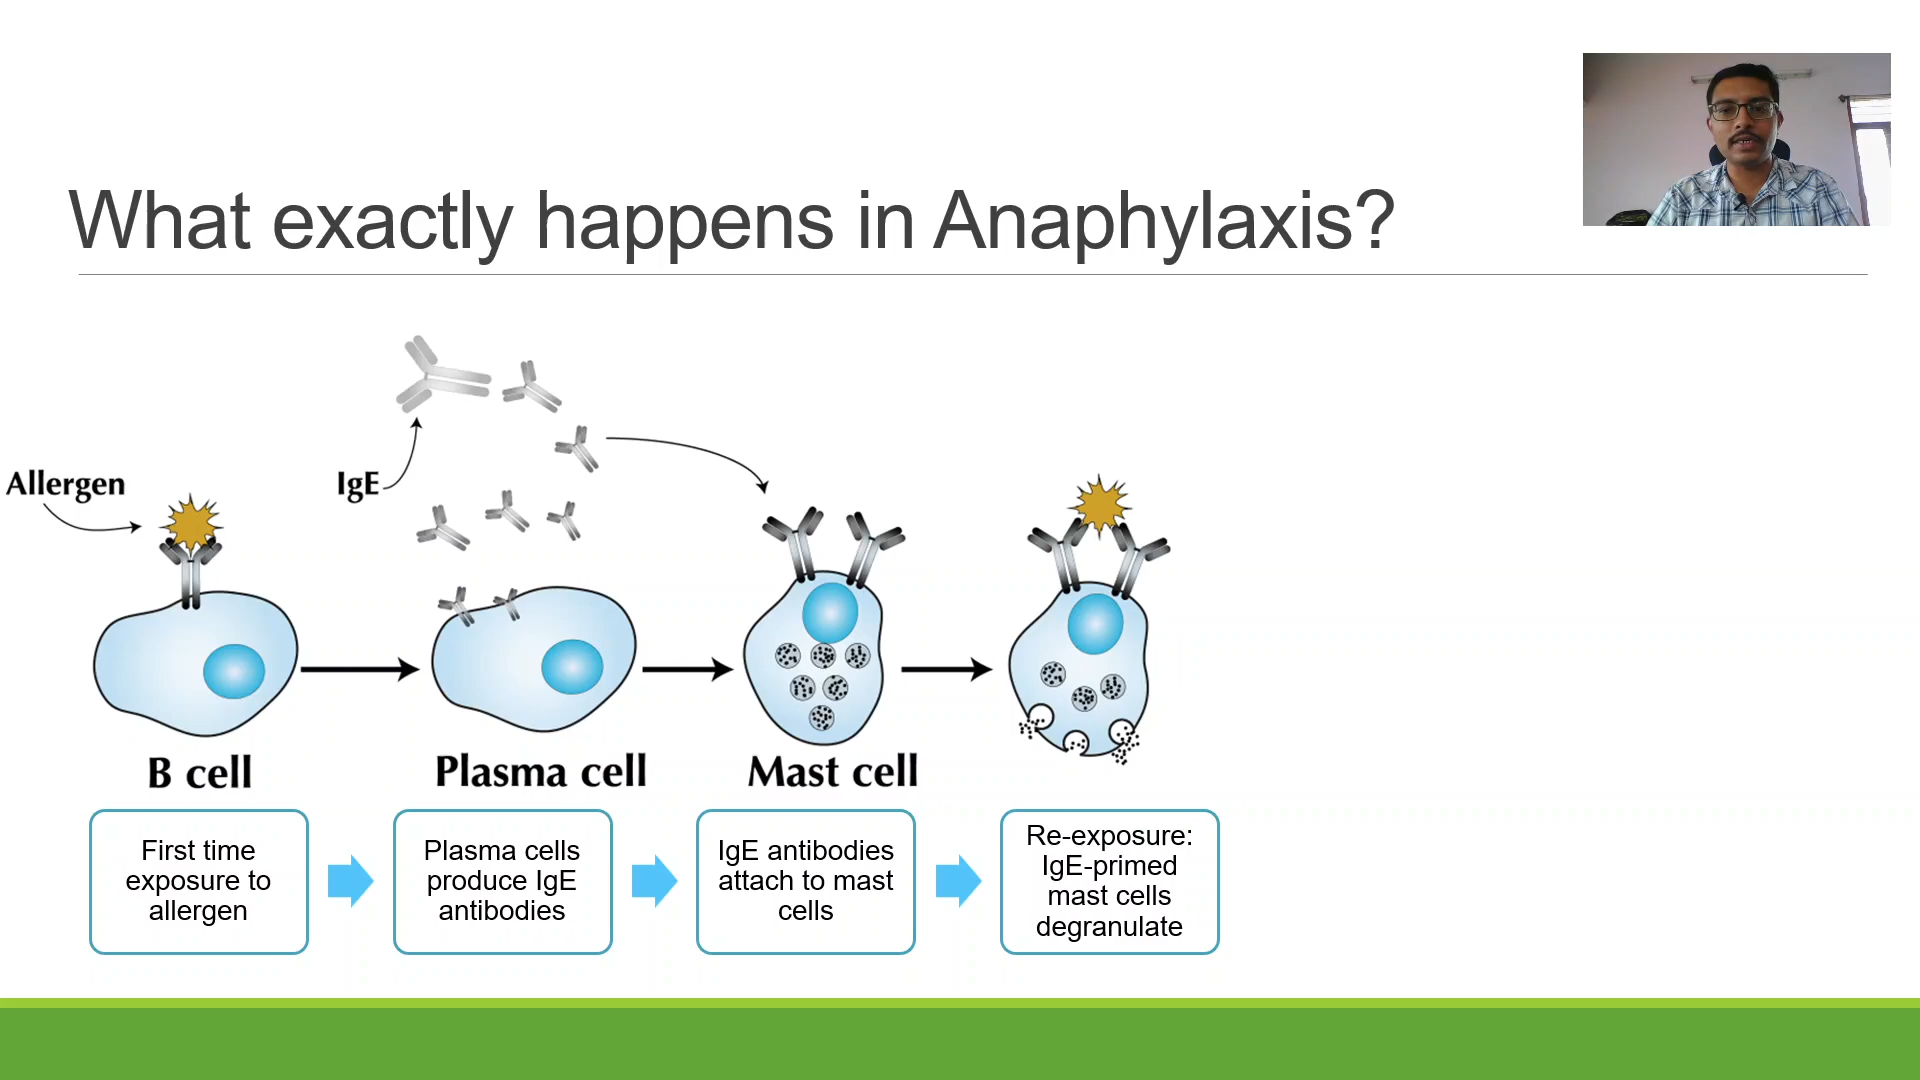 What exactly happens in Anaphylaxis?
Allergen
IgE
B cell
Plasma cell
Mast cell
First time
exposure to
allergen
Plasma cells
produce IgE
antibodies
IgE antibodies
attach to mast
cells
Re-exposure:
IgE-primed
mast cells
degranulate